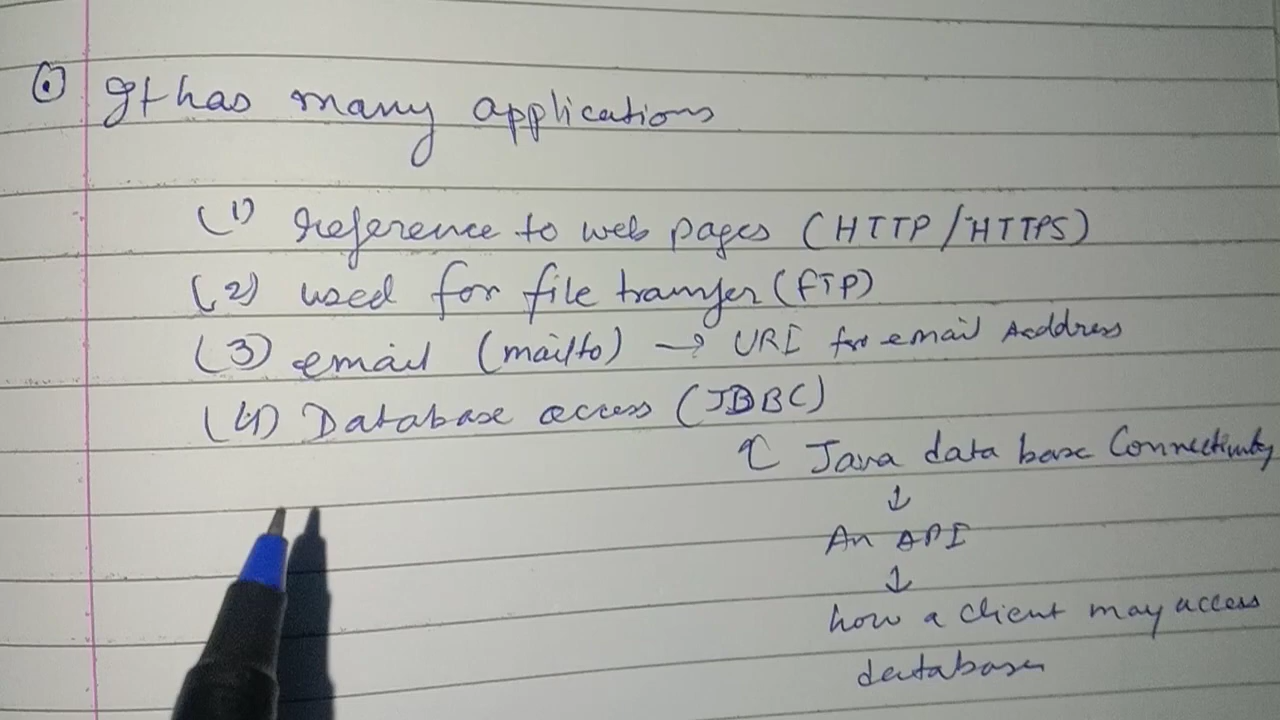 It has many applications
(1) reference to web pages (HTTP/HTTPS)
(2) used for file transfer (FTP)
(3) email (mailto) → URI for email Address
(4) Database access (JDBC)
Java data base Connectivity
↓
An API
↓
how a client may access
database